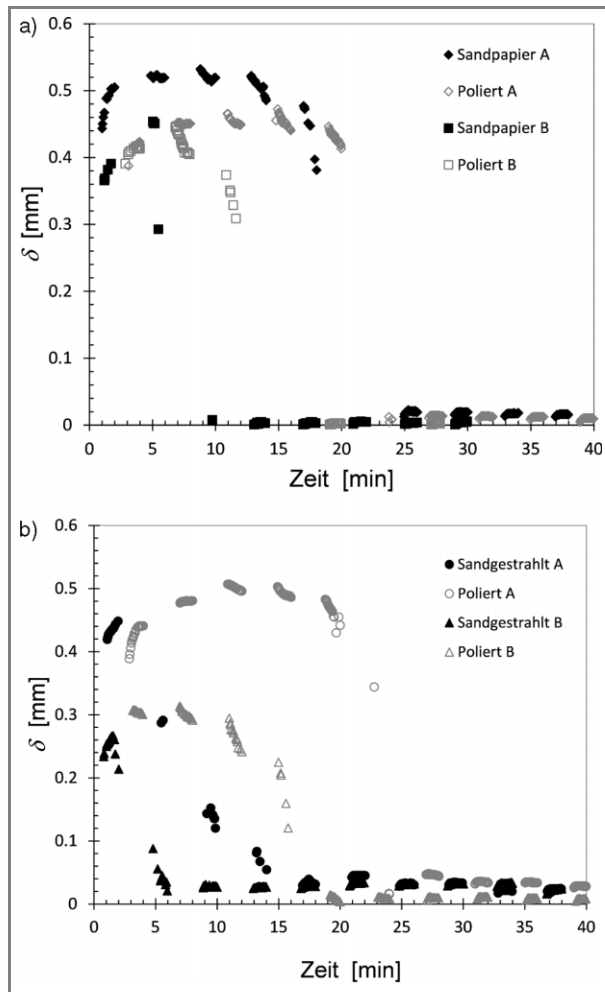 a)
0.6
0.5
0.4
0.3
0.2
0.1
0
δ [mm]
Sandpapier A
Poliert A
Sandpapier B
Poliert B
0 5 10 15 20 25 30 35 40
Zeit [min]
b)
0.6
0.5
0.4
0.3
0.2
0.1
0
δ [mm]
Sandgestrahlt A
Poliert A
Sandgestrahlt B
Poliert B
0 5 10 15 20 25 30 35 40
Zeit [min]